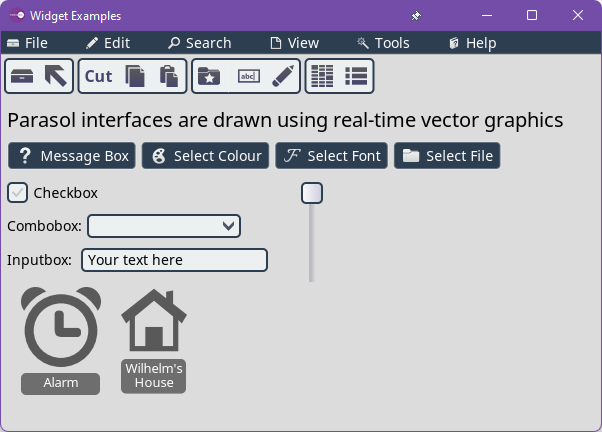 Widget Examples
File Edit Search View Tools Help
Cut abc
Parasol interfaces are drawn using real-time vector graphics
Message Box Select Colour Select Font Select File
Checkbox
Combobox:
Inputbox: Your text here
Alarm
Wilhelm's
House